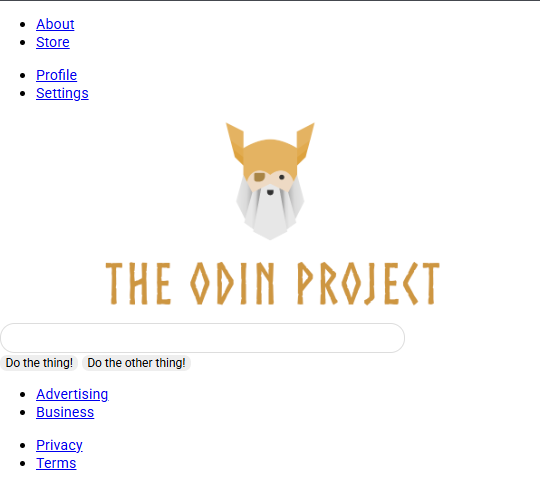 About
Store
Profile
Settings
THE ODIN PROJECT
Do the thing! Do the other thing!
Advertising
Business
Privacy
Terms